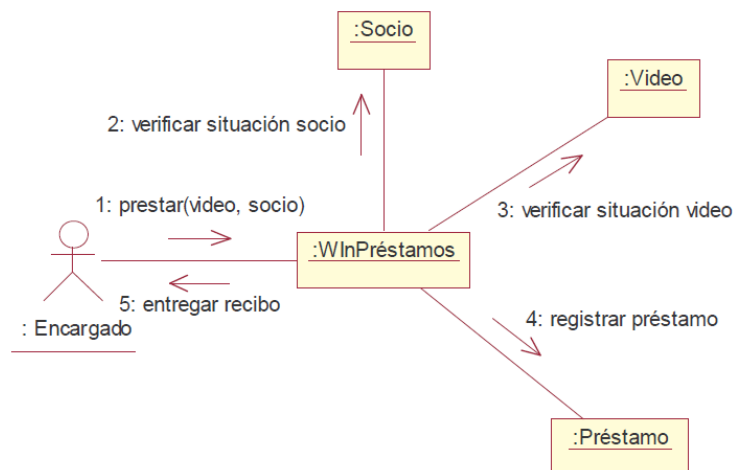 :Socio
:Video
2: verificar situación socio
1: prestar(video, socio)
3: verificar situación video
:WInPréstamos
5: entregar recibo
4: registrar préstamo
: Encargado
:Préstamo